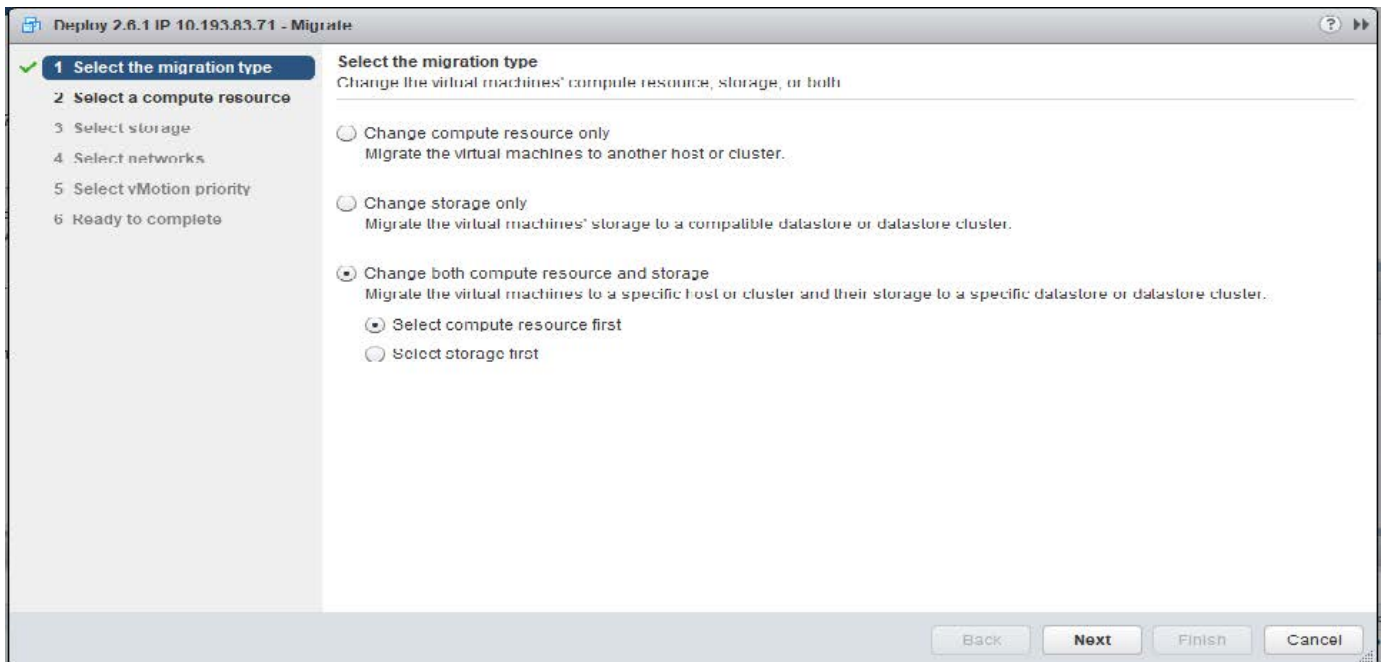 Deploy 2.6.1 IP 10.193.83.71 - Migrate
1 Select the migration type
2 Select a compute resource
3 Select storage
4 Select networks
5 Select vMotion priority
6 Ready to complete
Select the migration type
Change the virtual machines' compute resource, storage, or both
Change compute resource only
Migrate the virtual machines to another host or cluster.
Change storage only
Migrate the virtual machines' storage to a compatible datastore or datastore cluster.
Change both compute resource and storage
Migrate the virtual machines to a specific host or cluster and their storage to a specific datastore or datastore cluster.
Select compute resource first
Select storage first
Back
Next
Finish
Cancel